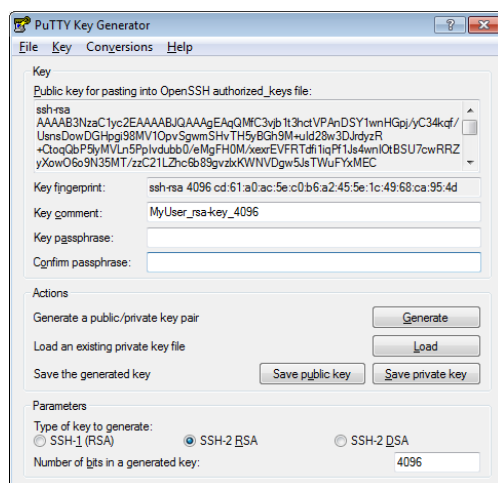 PuTTY Key Generator
File Key Conversions Help
Key
Public key for pasting into OpenSSH authorized_keys file:
ssh-rsa
AAAAB3NzaC1yc2EAAAABJQAAAgEAqQMfC3vjb1t3hctVPAnDSY1wnHGpj/yC34kqf/
UsnsDowDGHpgi98MV1OpvSgwmSHvTH5yBGh9M+uId28w3DJrdyzR
+CtoqQbP5lyMVLn5PpIvdubb0/eMgFH0M/xexrEVFRTdfi1iqPf1Js4wnIOtBSU7cwRRZ
yXowO6o9N35MT/zzC21LZhc6b89gvzlxKWNVDgw5JsTWuFYxMEC
Key fingerprint: ssh-rsa 4096 cd:61:a0:ac:5e:c0:b6:a2:45:5e:1c:49:68:ca:95:4d
Key comment: MyUser_rsa-key_4096
Key passphrase:
Confirm passphrase:
Actions
Generate a public/private key pair Generate
Load an existing private key file Load
Save the generated key Save public key Save private key
Parameters
Type of key to generate:
SSH-1 (RSA) SSH-2 RSA SSH-2 DSA
Number of bits in a generated key: 4096